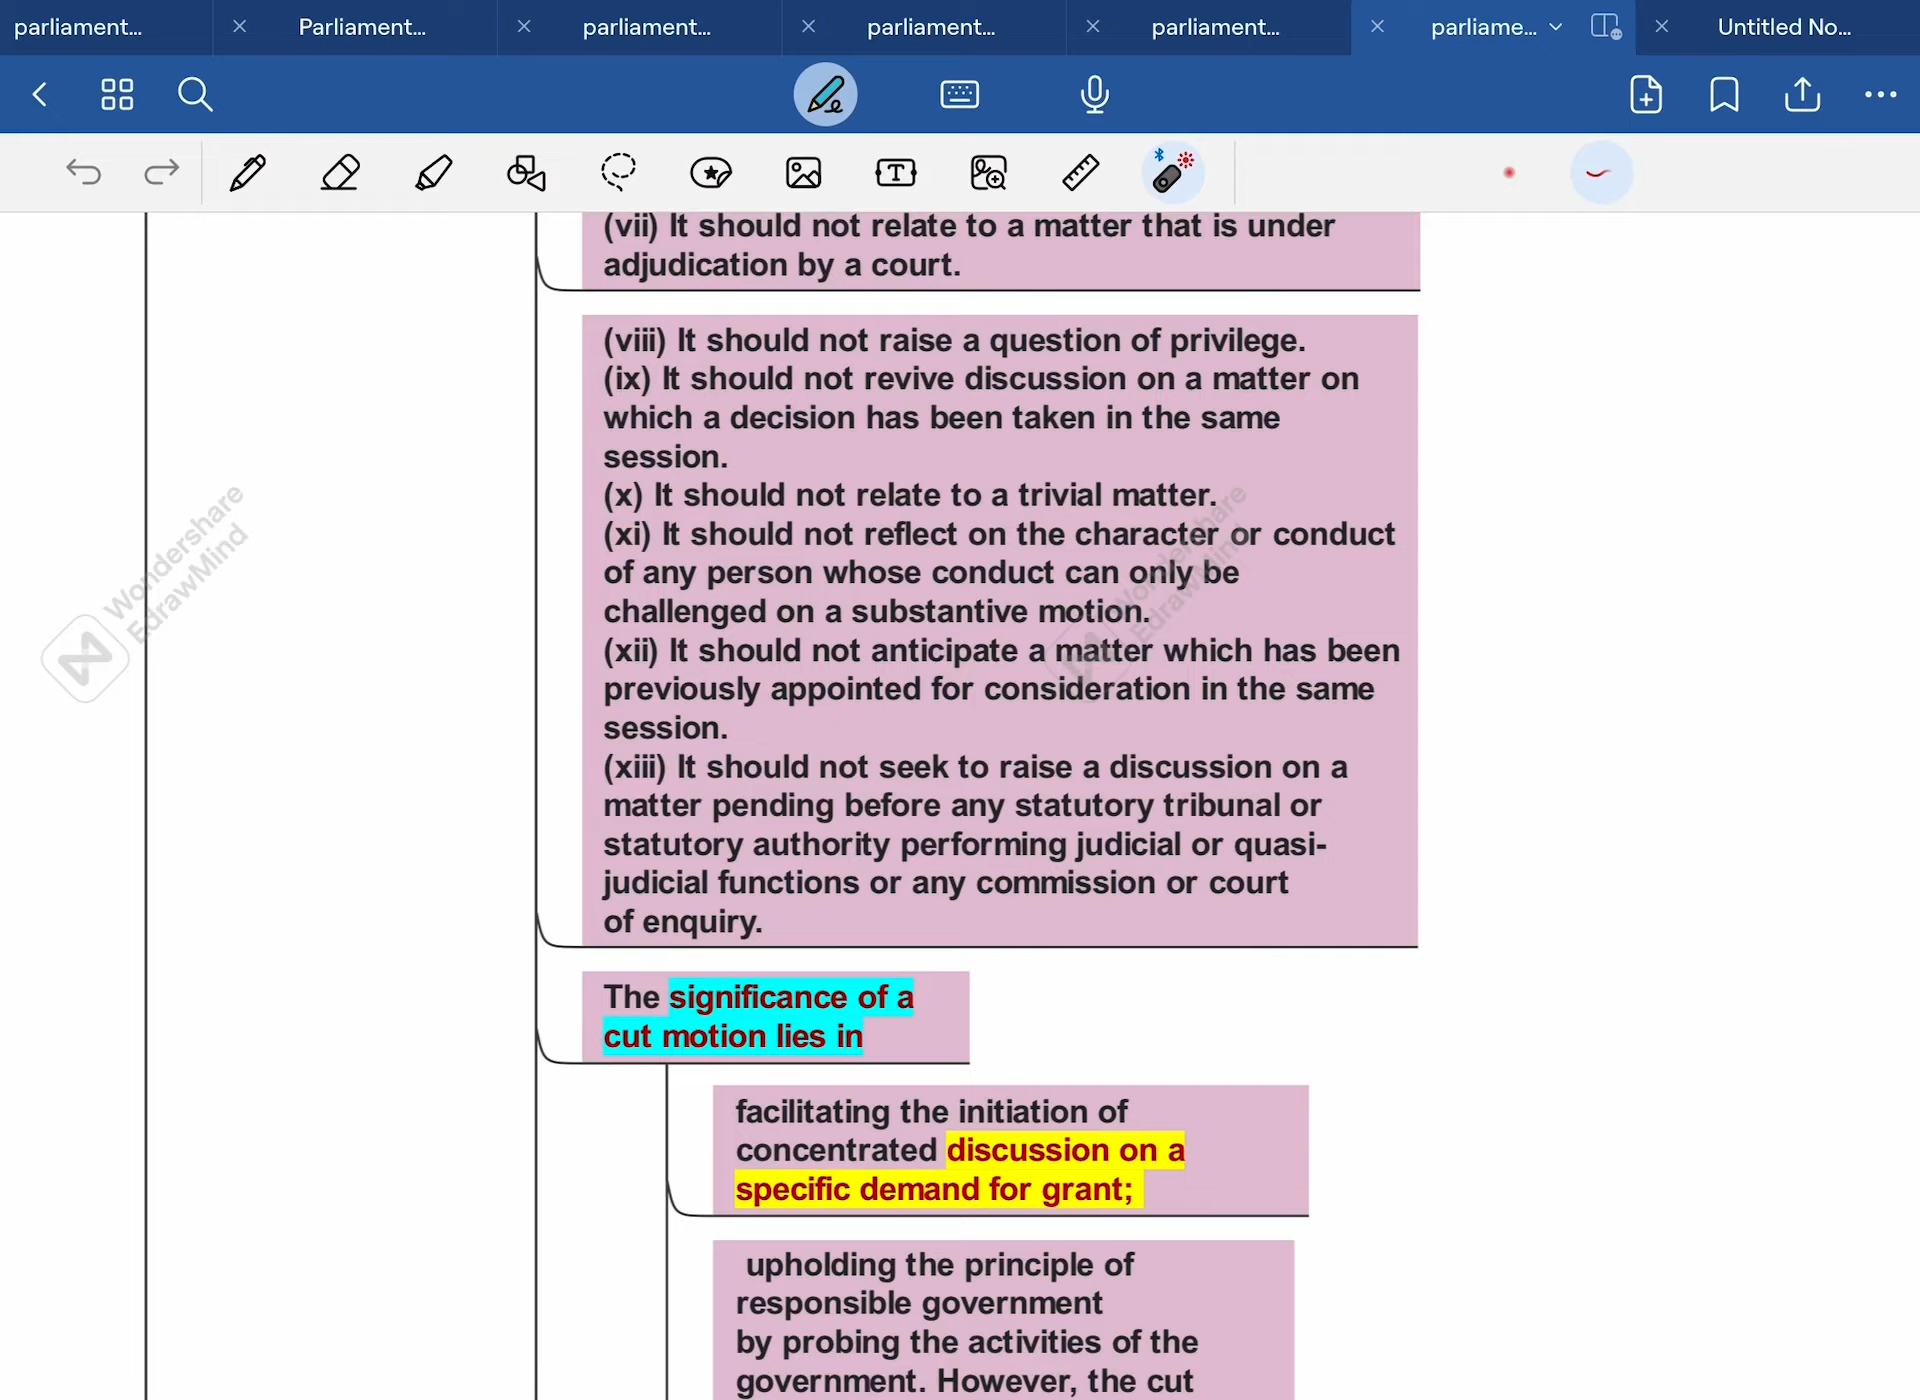 parliament...
Parliament...
parliament...
parliament...
parliament...
parliame...
Untitled No...
(vii) It should not relate to a matter that is under
adjudication by a court.
(viii) It should not raise a question of privilege.
(ix) It should not revive discussion on a matter on
which a decision has been taken in the same
session.
(x) It should not relate to a trivial matter.
(xi) It should not reflect on the character or conduct
of any person whose conduct can only be
challenged on a substantive motion.
(xii) It should not anticipate a matter which has been
previously appointed for consideration in the same
session.
(xiii) It should not seek to raise a discussion on a
matter pending before any statutory tribunal or
statutory authority performing judicial or quasi-
judicial functions or any commission or court
of enquiry.
Wondershare
EdrawMind
Wondershare
EdrawMind
The significance of a
cut motion lies in
facilitating the initiation of
concentrated discussion on a
specific demand for grant;
upholding the principle of
responsible government
by probing the activities of the
government. However, the cut